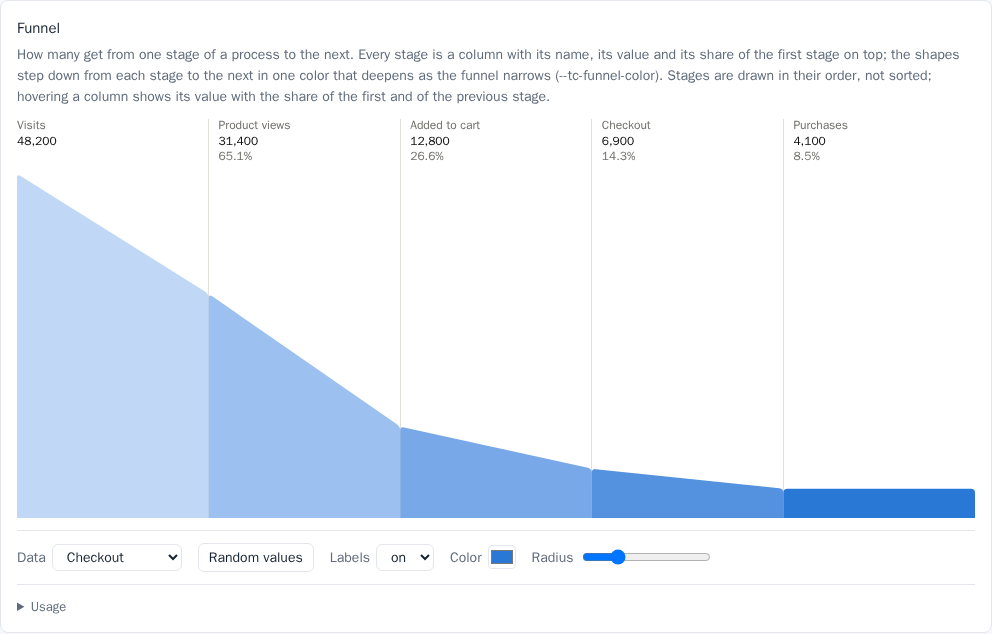 Funnel
How many get from one stage of a process to the next. Every stage is a column with its name, its value and its share of the first stage on top; the shapes
step down from each stage to the next in one color that deepens as the funnel narrows (--tc-funnel-color). Stages are drawn in their order, not sorted;
hovering a column shows its value with the share of the first and of the previous stage.
Visits
48,200
Product views
31,400
65.1%
Added to cart
12,800
26.6%
Checkout
6,900
14.3%
Purchases
4,100
8.5%
Data Checkout Random values Labels on Color Radius
Usage